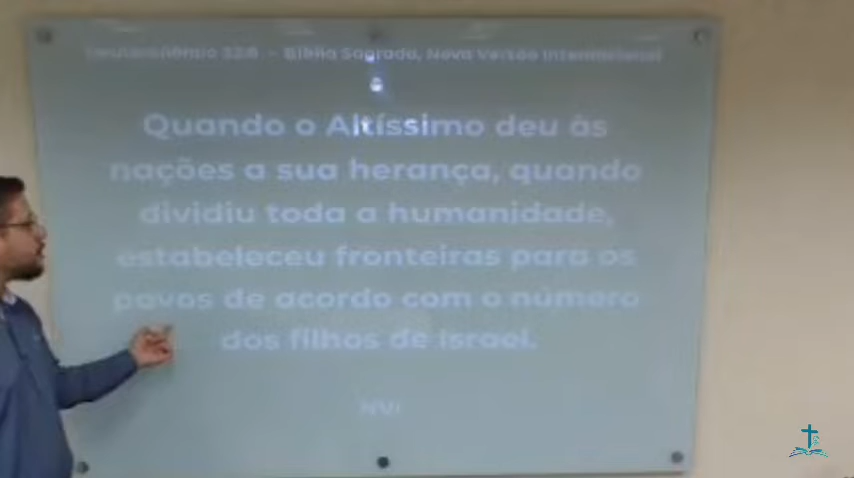 Deuteronômio 32:8 - Bíblia Sagrada, Nova Versão Internacional
Quando o Altíssimo deu às
nações a sua herança, quando
dividiu toda a humanidade,
estabeleceu fronteiras para os
povos de acordo com o número
dos filhos de Israel.
NVI